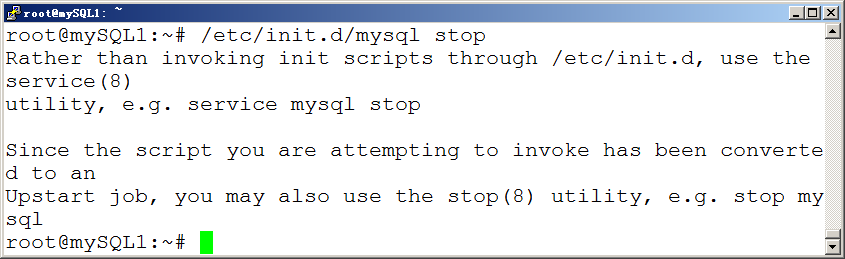 root@mySQL1: ~
root@mySQL1:~# /etc/init.d/mysql stop
Rather than invoking init scripts through /etc/init.d, use the
service(8)
utility, e.g. service mysql stop
Since the script you are attempting to invoke has been converte
d to an
Upstart job, you may also use the stop(8) utility, e.g. stop my
sql
root@mySQL1:~#